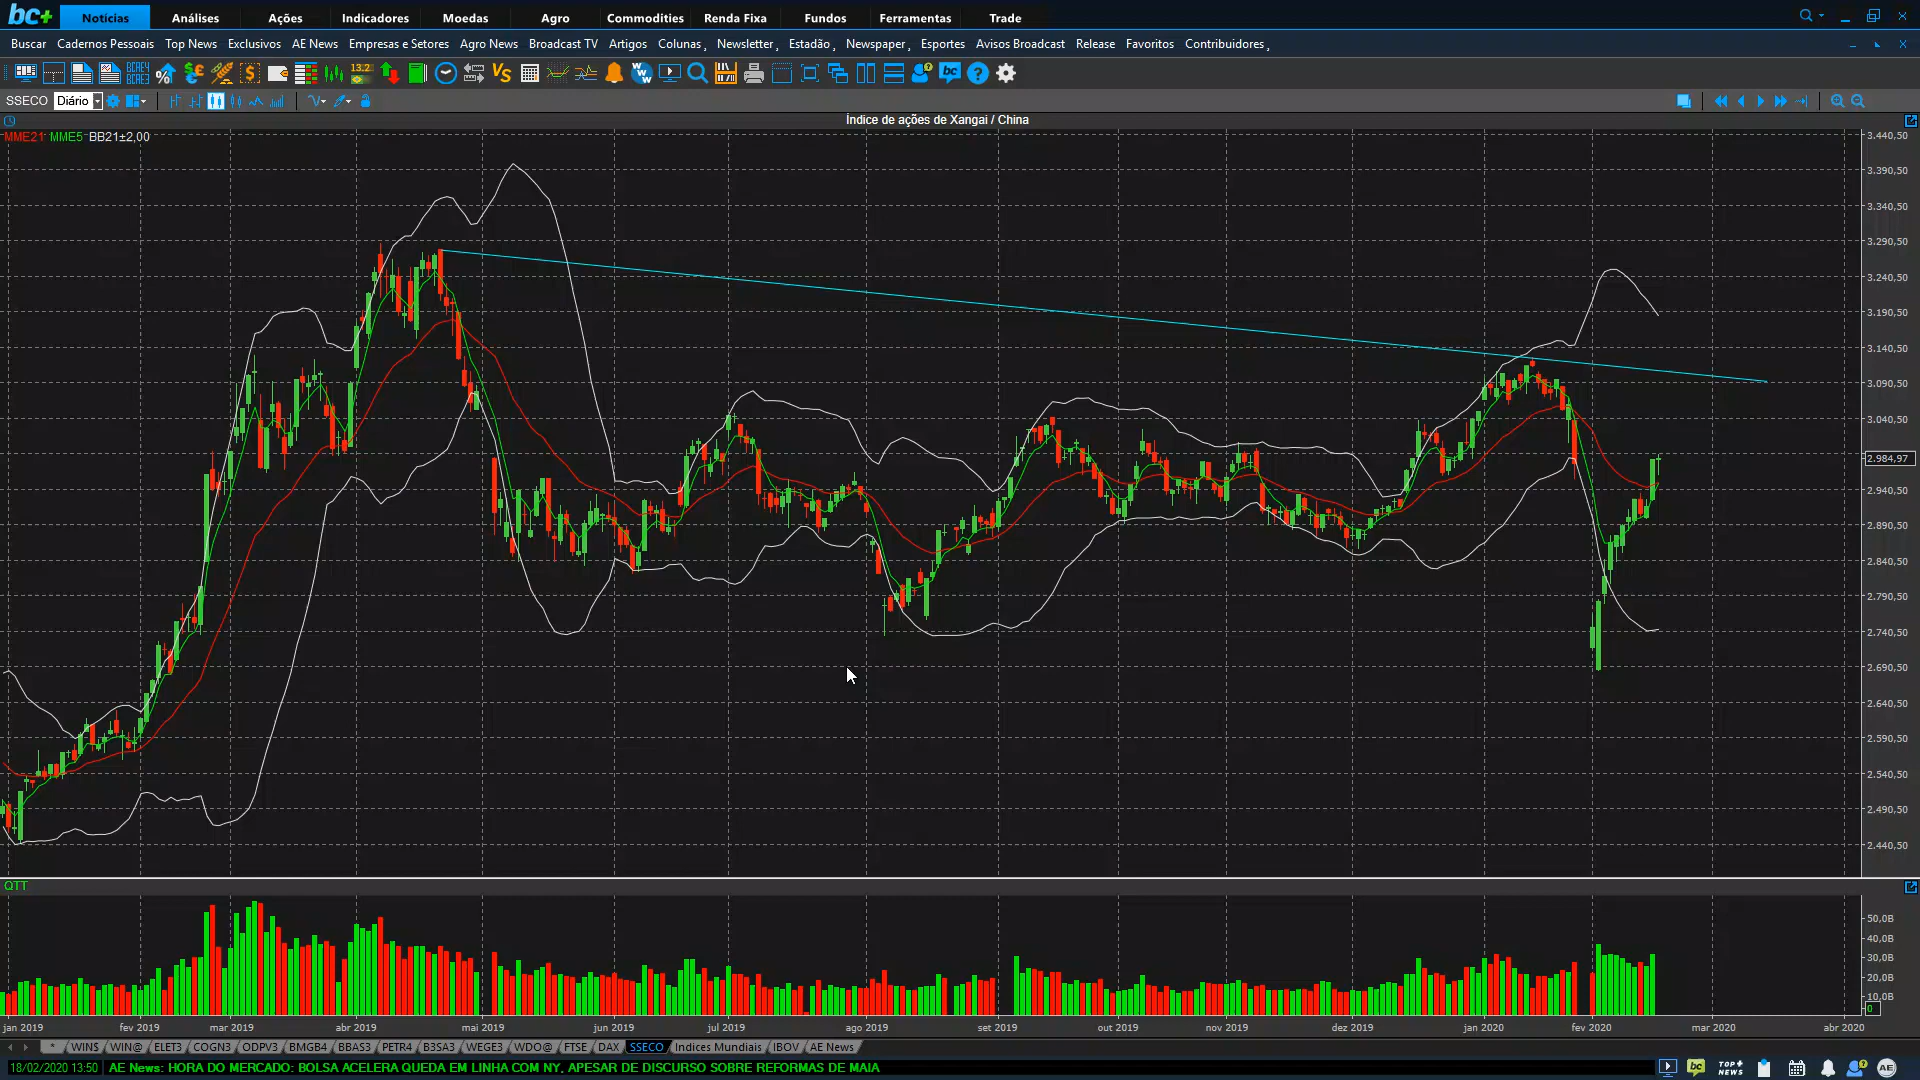 bc+ Notícias Análises Ações Indicadores Moedas Agro Commodities Renda Fixa Fundos Ferramentas Trade
Buscar Cadernos Pessoais Top News Exclusivos AE News Empresas e Setores Agro News Broadcast TV Artigos Colunas Newsletter Estadão Newspaper Esportes Avisos Broadcast Release Favoritos Contribuidores
SSECO Diário
Índice de ações de Xangai / China
MME21 MME5 BB21±2,00
3.440,50
3.390,50
3.340,50
3.290,50
3.240,50
3.190,50
3.140,50
3.090,50
3.040,50
2.984,97
2.940,50
2.890,50
2.840,50
2.790,50
2.740,50
2.690,50
2.640,50
2.590,50
2.540,50
2.490,50
2.440,50
QTT
50,0B
40,0B
30,0B
20,0B
10,0B
0
jan 2019 fev 2019 mar 2019 abr 2019 mai 2019 jun 2019 jul 2019 ago 2019 set 2019 out 2019 nov 2019 dez 2019 jan 2020 fev 2020 mar 2020 abr 2020
* WIN$ WIN@ ELET3 COGN3 ODPV3 BMGB4 BBAS3 PETR4 B3SA3 WEGE3 WDO@ FTSE DAX SSECO Indices Mundiais IBOV AE News
18/02/2020 13:50 AE News: HORA DO MERCADO: BOLSA ACELERA QUEDA EM LINHA COM NY, APESAR DE DISCURSO SOBRE REFORMAS DE MAIA
bc TOP+ NEWS AE